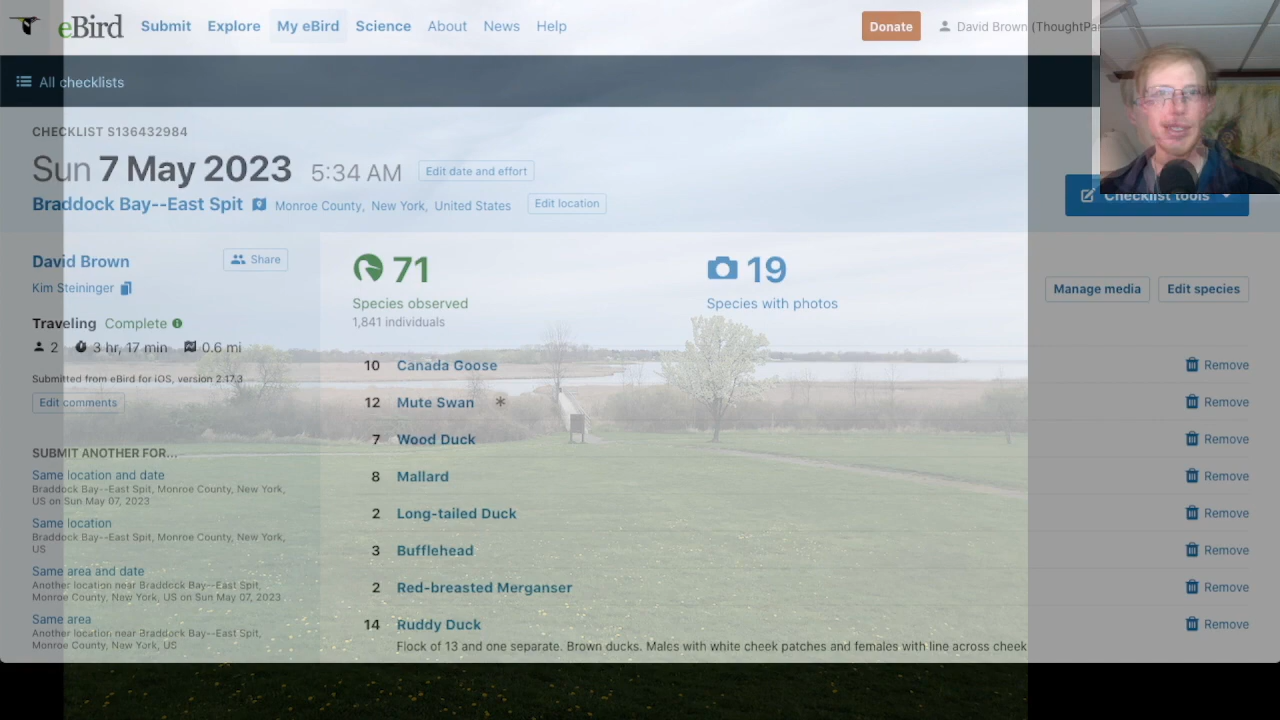 eBird Submit Explore My eBird Science About News Help Donate David Brown (ThoughtPa
All checklists
CHECKLIST S136432984
Sun 7 May 2023 5:34 AM Edit date and effort
Braddock Bay--East Spit Monroe County, New York, United States Edit location
Checklist tools
David Brown Share
Kim Steininger
Traveling Complete
2 3 hr, 17 min 0.6 mi
Submitted from eBird for iOS, version 2.17.3
Edit comments
SUBMIT ANOTHER FOR...
Same location and date
Braddock Bay--East Spit, Monroe County, New York,
US on Sun May 07, 2023
Same location
Braddock Bay--East Spit, Monroe County, New York,
US
Same area and date
Another location near Braddock Bay--East Spit,
Monroe County, New York, US on Sun May 07, 2023
Same area
Another location near Braddock Bay--East Spit,
Monroe County, New York, US
71
Species observed
1,841 individuals
19
Species with photos
Manage media Edit species
10 Canada Goose Remove
12 Mute Swan * Remove
7 Wood Duck Remove
8 Mallard Remove
2 Long-tailed Duck Remove
3 Bufflehead Remove
2 Red-breasted Merganser Remove
14 Ruddy Duck Remove
Flock of 13 and one separate. Brown ducks. Males with white cheek patches and females with line across cheek